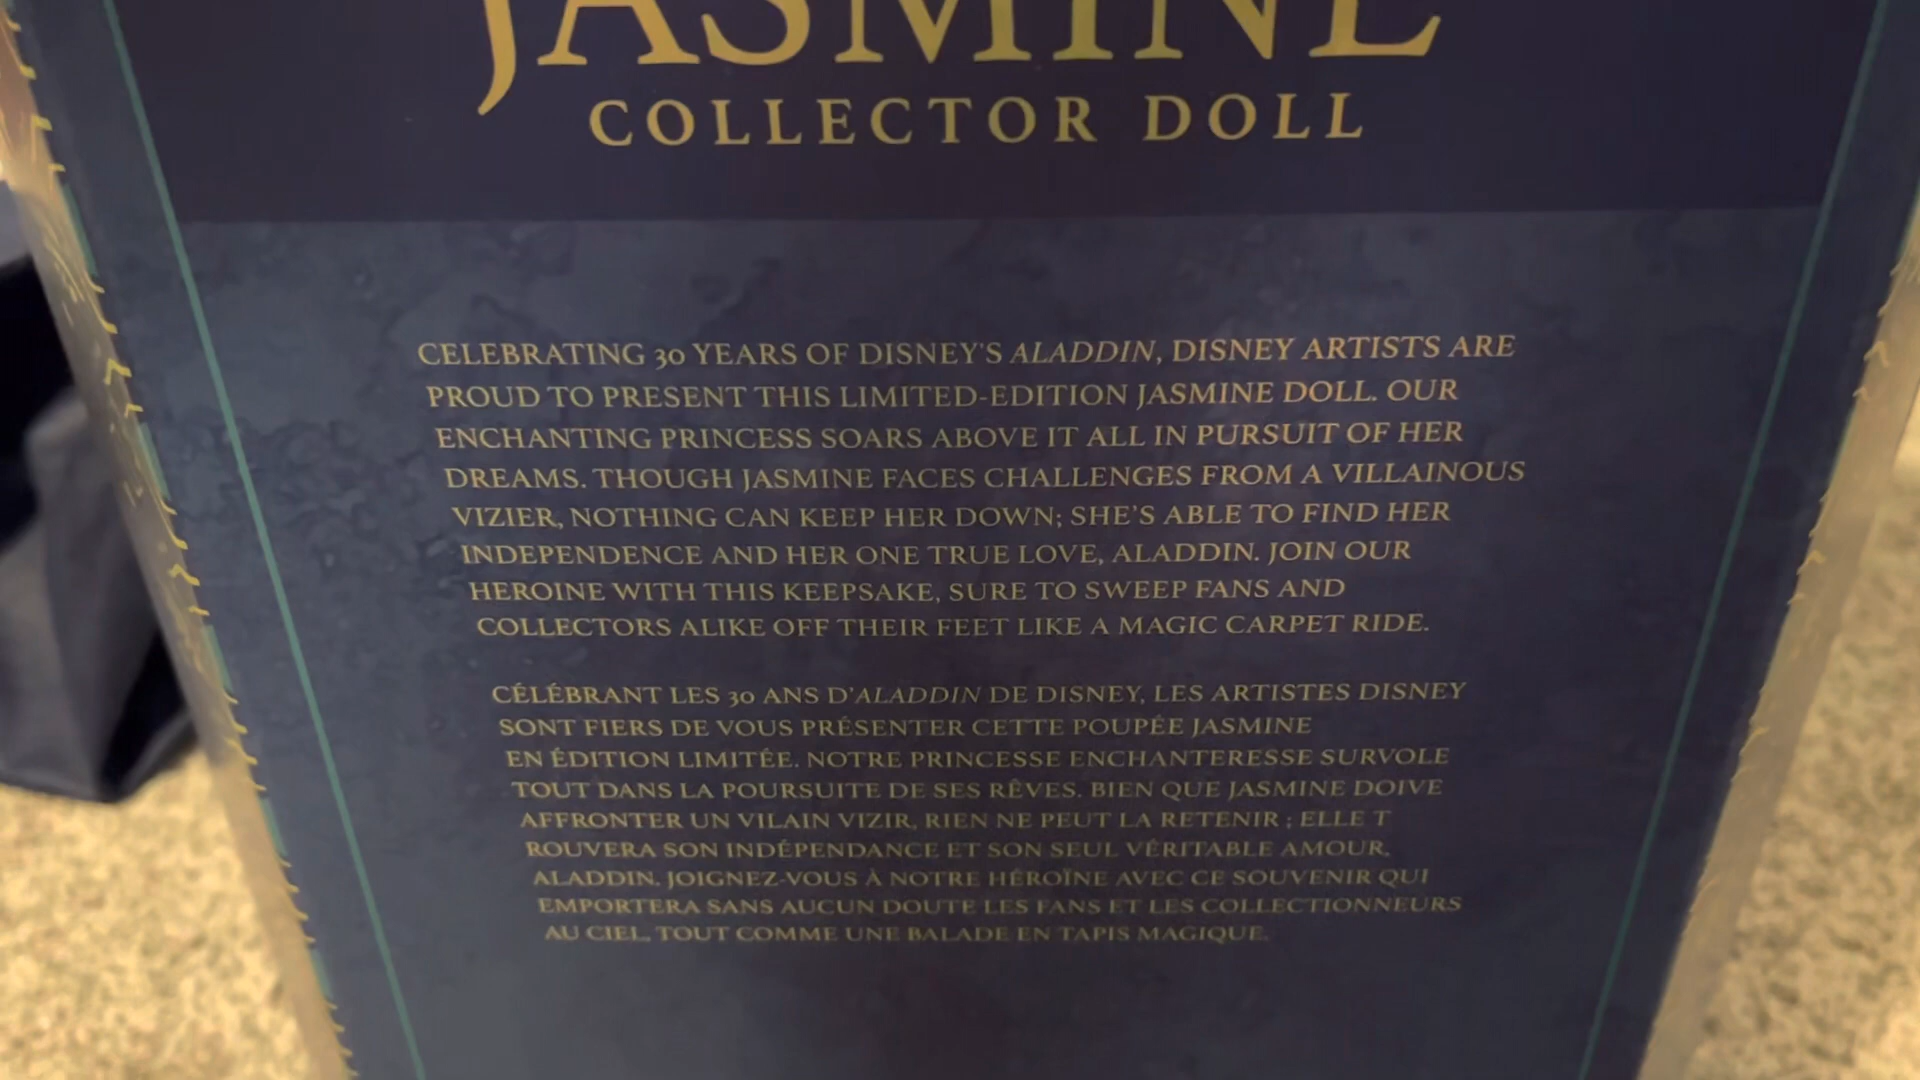 JASMINE
COLLECTOR DOLL
CELEBRATING 30 YEARS OF DISNEY'S ALADDIN, DISNEY ARTISTS ARE
PROUD TO PRESENT THIS LIMITED-EDITION JASMINE DOLL. OUR
ENCHANTING PRINCESS SOARS ABOVE IT ALL IN PURSUIT OF HER
DREAMS. THOUGH JASMINE FACES CHALLENGES FROM A VILLAINOUS
VIZIER, NOTHING CAN KEEP HER DOWN; SHE'S ABLE TO FIND HER
INDEPENDENCE AND HER ONE TRUE LOVE, ALADDIN. JOIN OUR
HEROINE WITH THIS KEEPSAKE, SURE TO SWEEP FANS AND
COLLECTORS ALIKE OFF THEIR FEET LIKE A MAGIC CARPET RIDE.
CÉLÉBRANT LES 30 ANS D'ALADDIN DE DISNEY, LES ARTISTES DISNEY
SONT FIERS DE VOUS PRÉSENTER CETTE POUPÉE JASMINE
EN ÉDITION LIMITÉE. NOTRE PRINCESSE ENCHANTERESSE SURVOLE
TOUT DANS LA POURSUITE DE SES RÊVES. BIEN QUE JASMINE DOIVE
AFFRONTER UN VILAIN VIZIR, RIEN NE PEUT LA RETENIR ; ELLE T
ROUVERA SON INDÉPENDANCE ET SON SEUL VÉRITABLE AMOUR,
ALADDIN. JOIGNEZ-VOUS À NOTRE HÉROÏNE AVEC CE SOUVENIR QUI
EMPORTERA SANS AUCUN DOUTE LES FANS ET LES COLLECTIONNEURS
AU CIEL, TOUT COMME UNE BALADE EN TAPIS MAGIQUE.